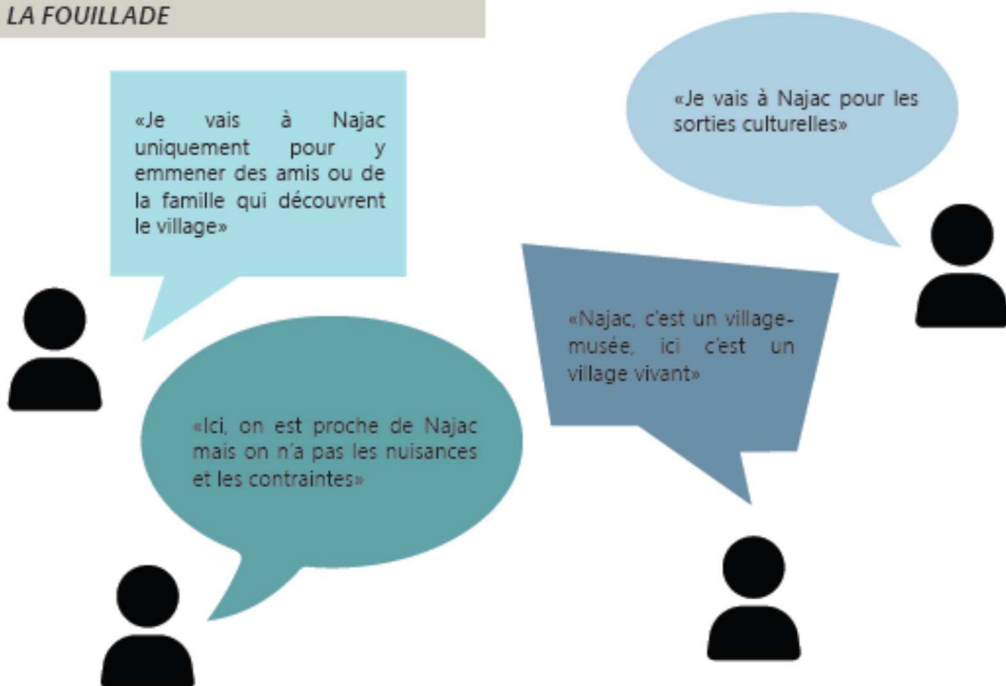 LA FOUILLADE
«Je vais à Najac
uniquement pour y
emmener des amis ou de
la famille qui découvrent
le village»
«Je vais à Najac pour les
sorties culturelles»
«Najac, c'est un village-
musée, ici c'est un
village vivant»
«Ici, on est proche de Najac
mais on n'a pas les nuisances
et les contraintes»